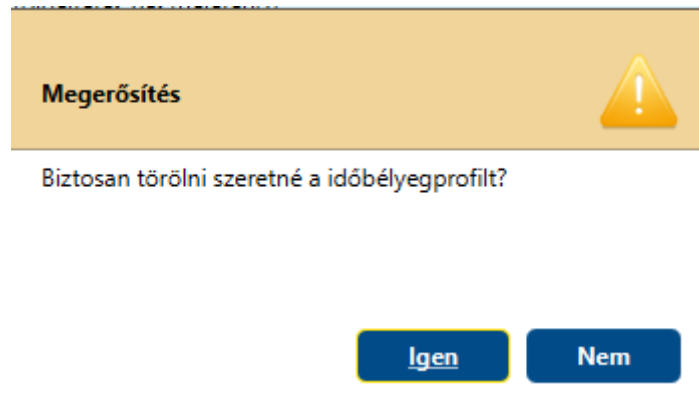 Megerősítés
Biztosan törölni szeretné a időbélyegprofilt?
Igen
Nem